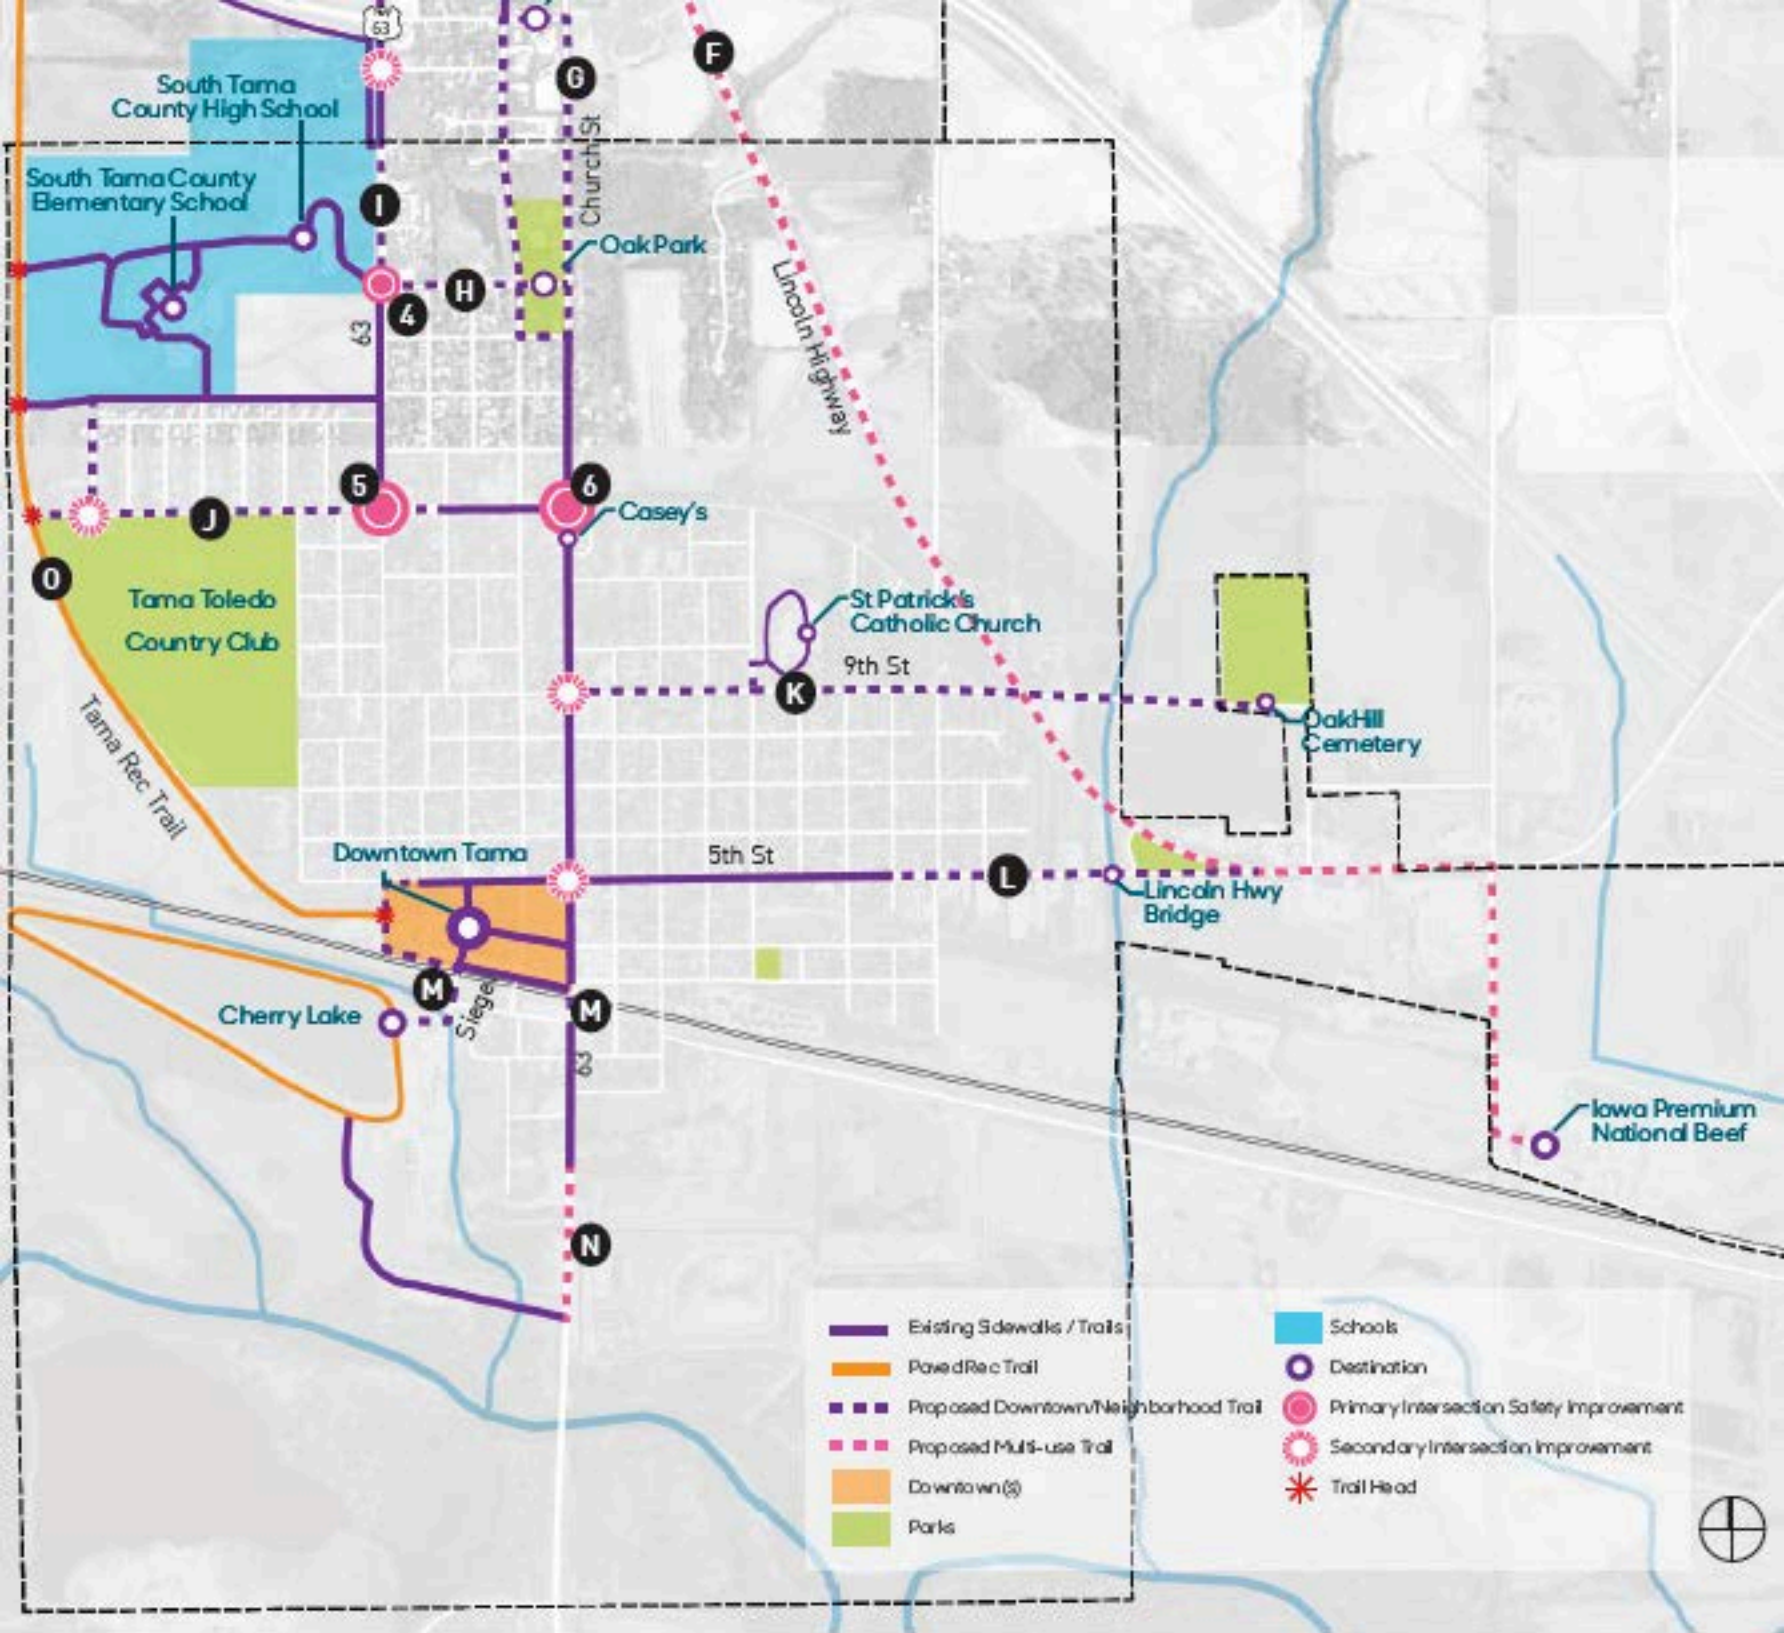 63
F
G
South Tama
County High School
Church St
South Tama County
Elementary School
I
Oak Park
H
4
63
Lincoln Highway
5
6
Casey's
J
O
Tama Toledo
Country Club
St Patrick's
Catholic Church
9th St
K
Oak Hill
Cemetery
Tama Rec Trail
Downtown Tama
5th St
L
Lincoln Hwy
Bridge
M
Siegel
M
Cherry Lake
63
Iowa Premium
National Beef
N
Existing Sidewalks / Trails
Paved Rec Trail
Proposed Downtown/Neighborhood Trail
Proposed Multi-use Trail
Downtown(s)
Parks
Schools
Destination
Primary Intersection Safety Improvement
Secondary Intersection Improvement
Trail Head